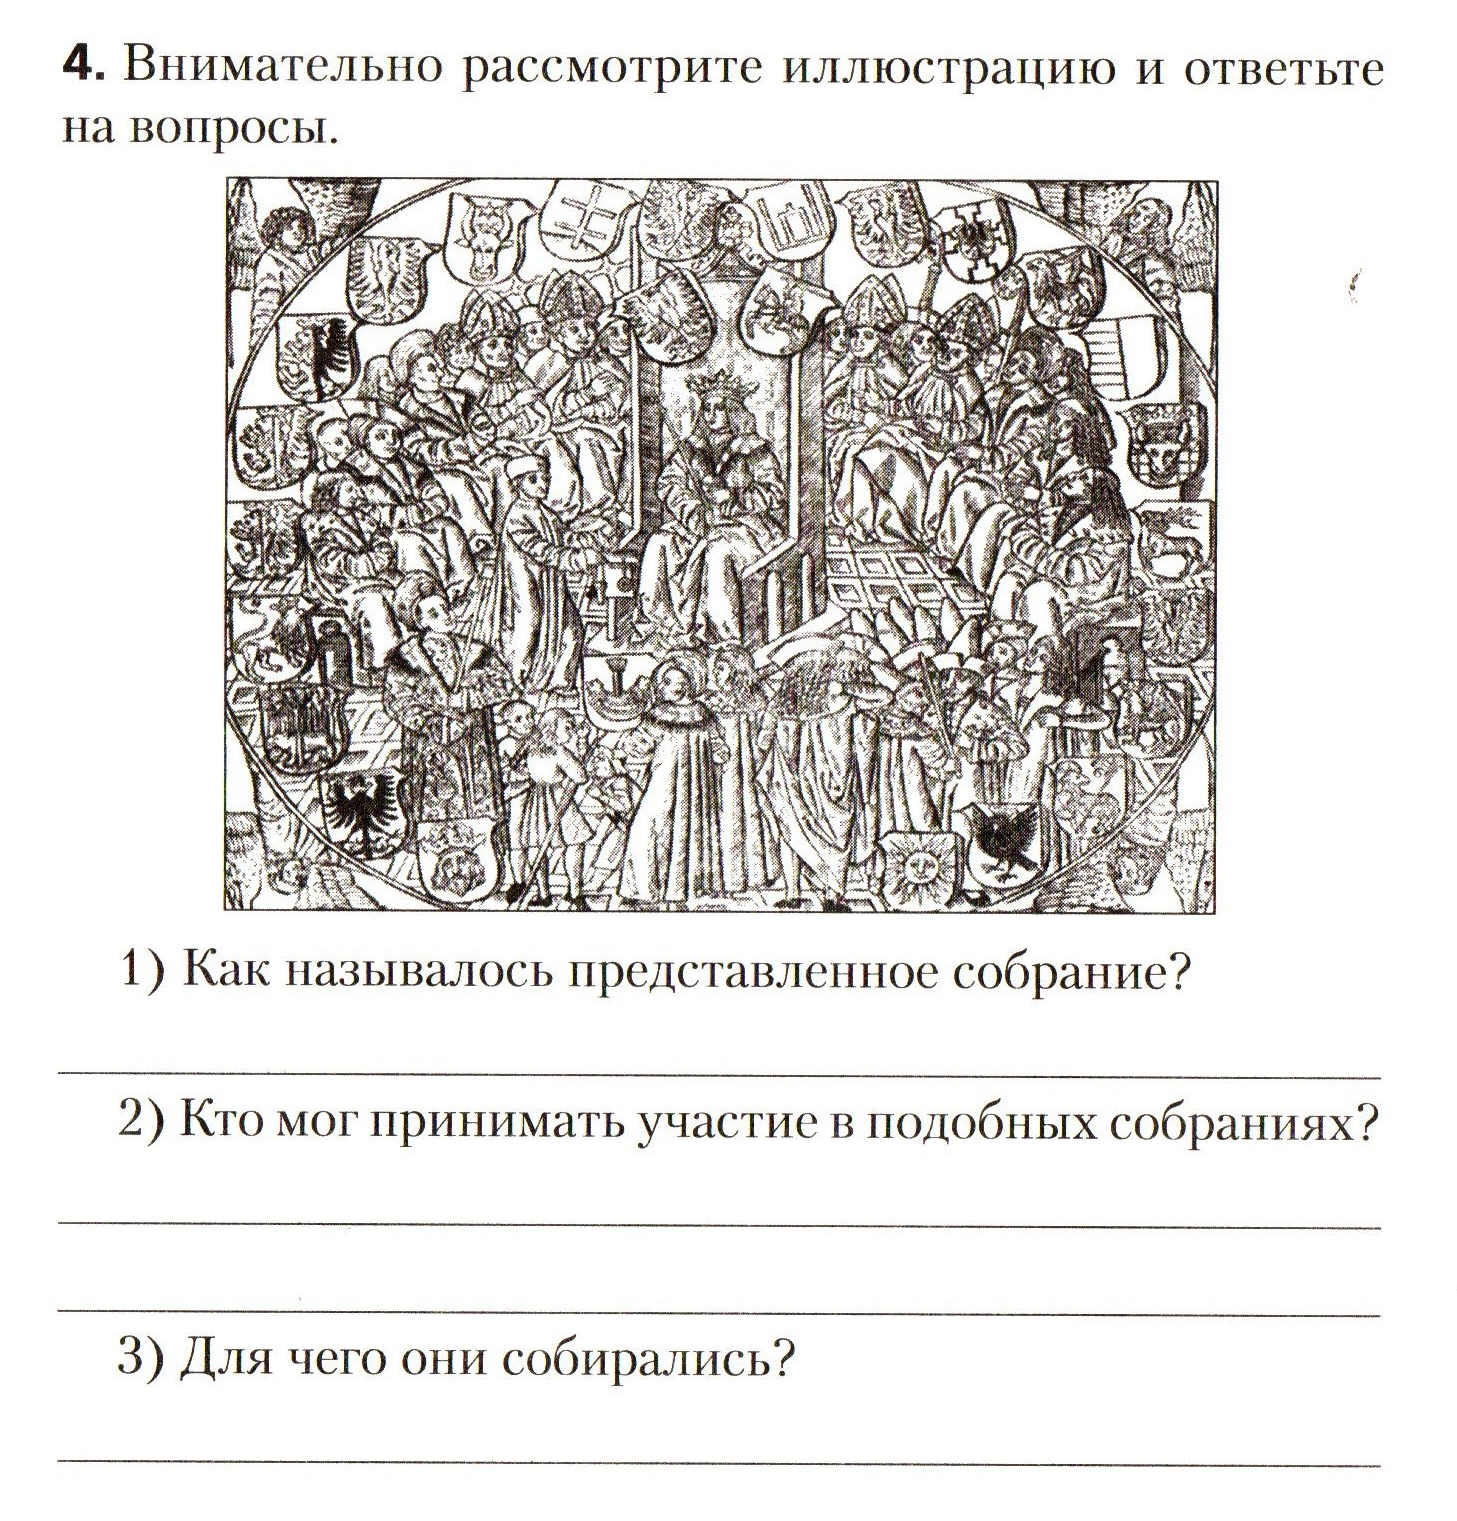 4. Внимательно рассмотрите иллюстрацию и ответьте
на вопросы.
1) Как называлось представленное собрание?
2) Кто мог принимать участие в подобных собраниях?
3) Для чего они собирались?